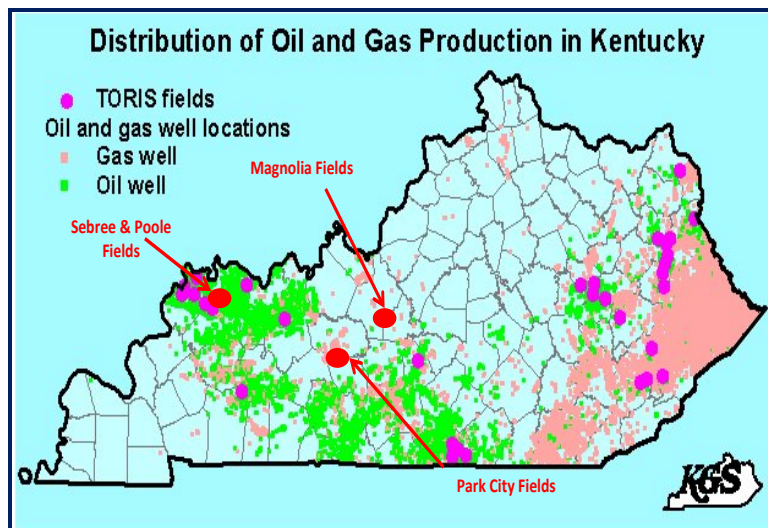 Distribution of Oil and Gas Production in Kentucky
TORIS fields
Oil and gas well locations
Gas well
Oil well
Magnolia Fields
Sebree & Poole
Fields
Park City Fields
KGS